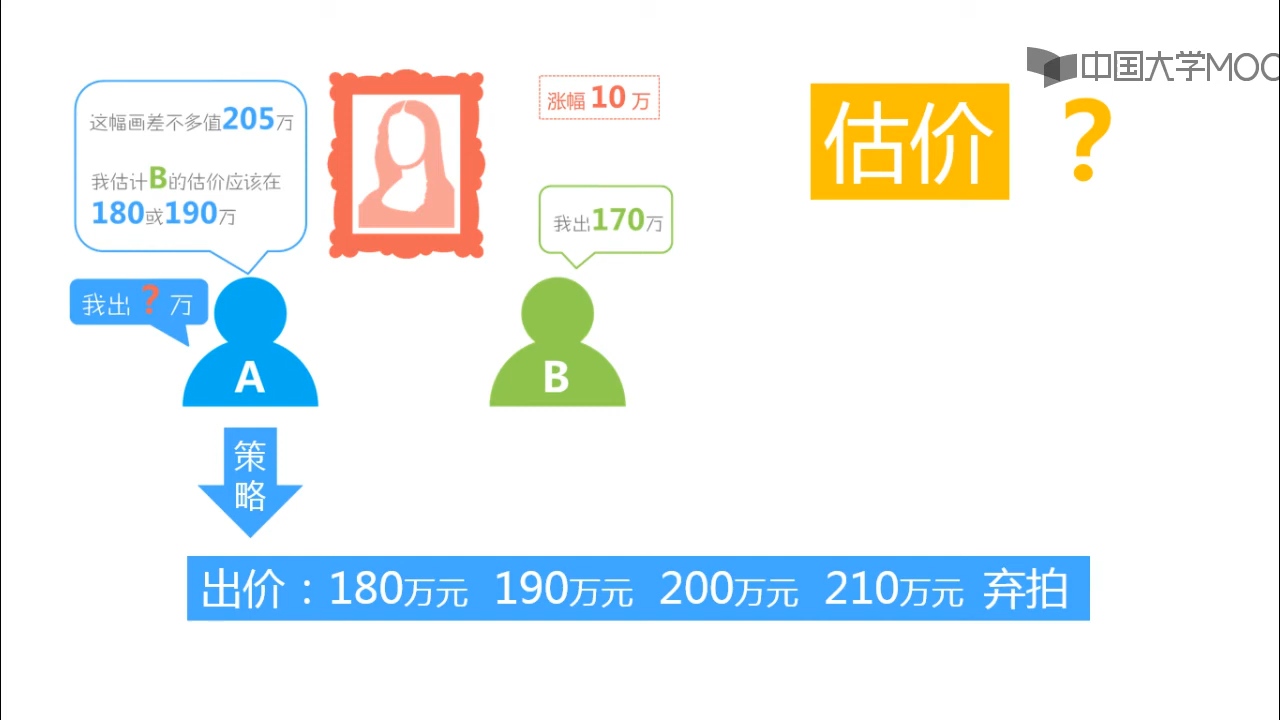 中国大学MOO
这幅画差不多值205万
我估计B的估价应该在
180或190万
涨幅 10 万
估价 ?
我出170万
我出 ? 万
A
B
策
略
出价:180万元 190万元 200万元 210万元 弃拍